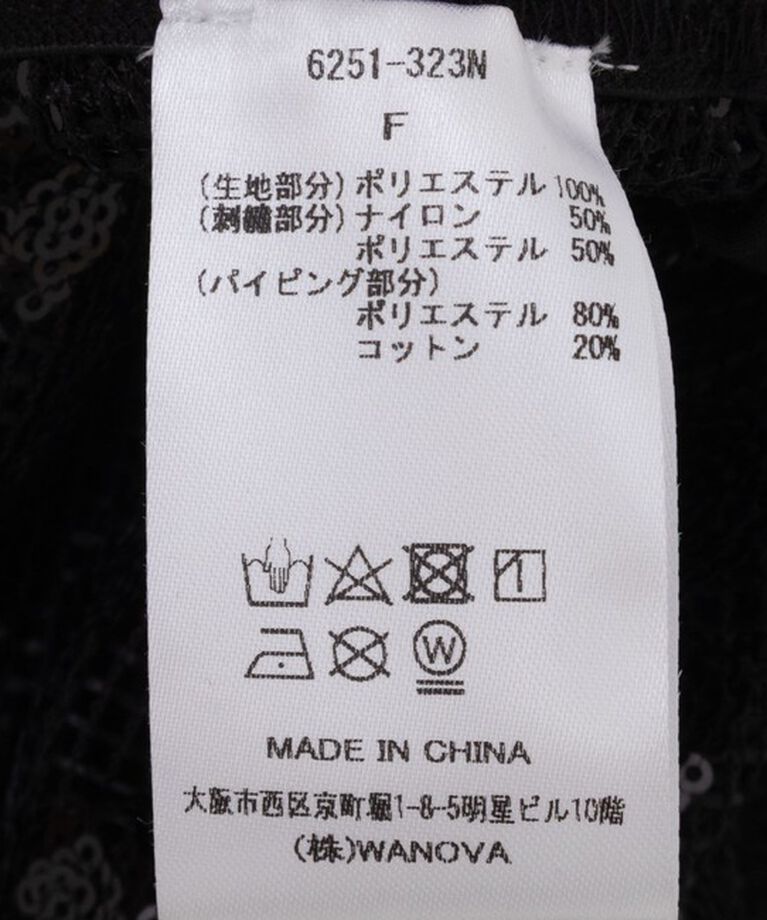 6251-323N
F
(生地部分)ポリエステル100%
(刺繍部分)ナイロン 50%
ポリエステル 50%
(パイピング部分)
ポリエステル 80%
コットン 20%
W
MADE IN CHINA
大阪市西区京町堀1-8-5明星ビル10階
(株)WANOVA